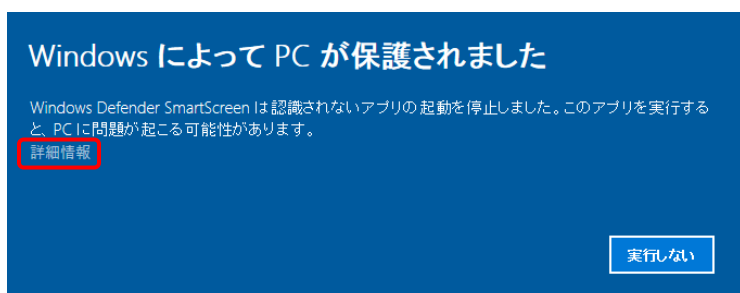 Windows によって PC が保護されました
Windows Defender SmartScreen は認識されないアプリの起動を停止しました。このアプリを実行する
と、PC に問題が起こる可能性があります。
詳細情報
実行しない